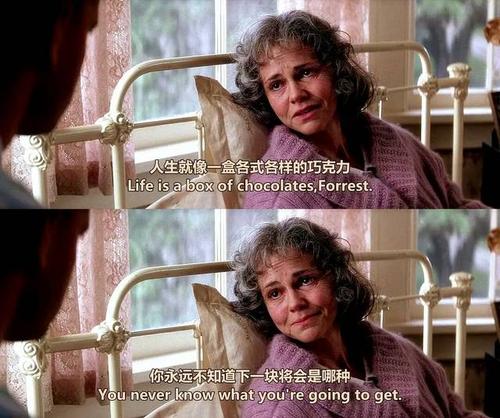 人生就像一盒各式各样的巧克力
Life is a box of chocolates,Forrest.
你永远不知道下一块将会是哪种
You never know what you're going to get.